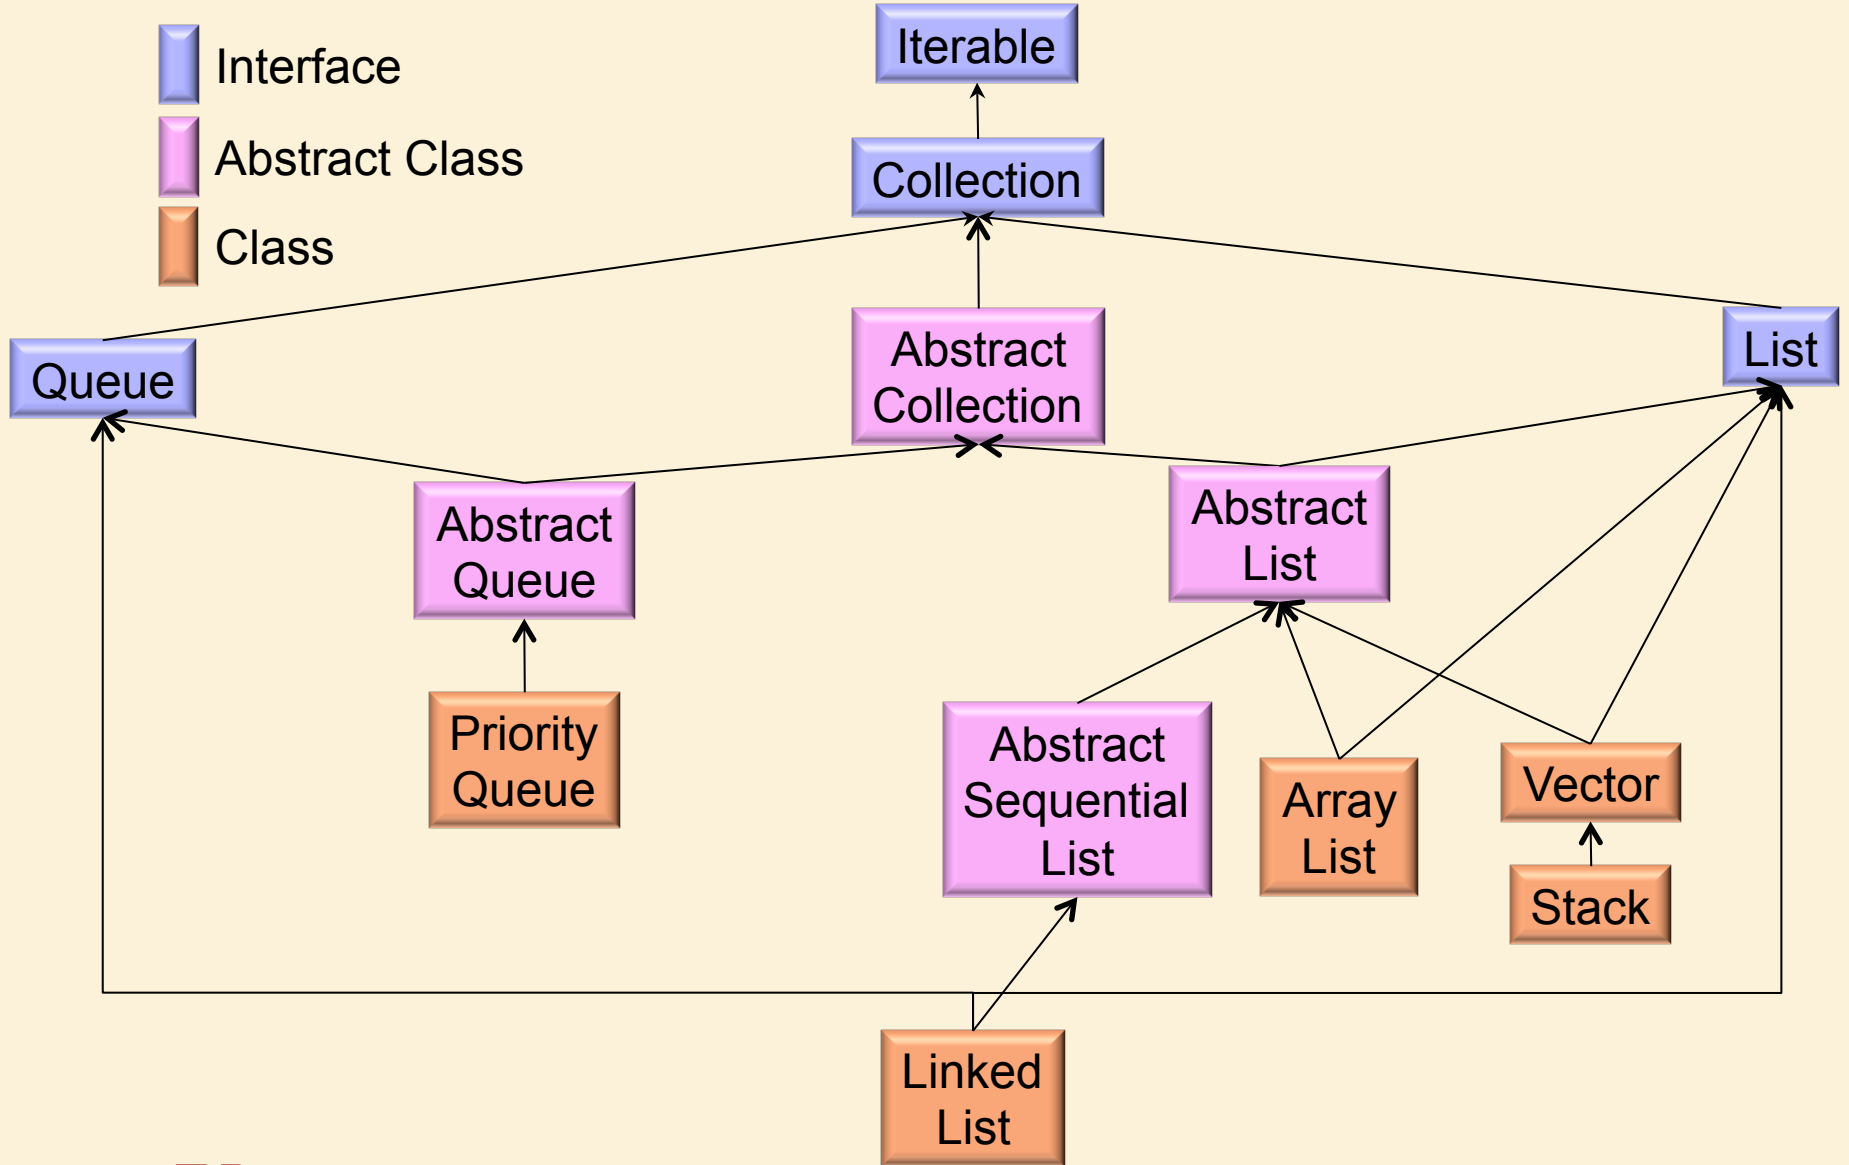 Interface
Abstract Class
Class
Iterable
Collection
Queue
Abstract
Collection
List
Abstract
Queue
Abstract
List
Priority
Queue
Abstract
Sequential
List
Array
List
Vector
Stack
Linked
List